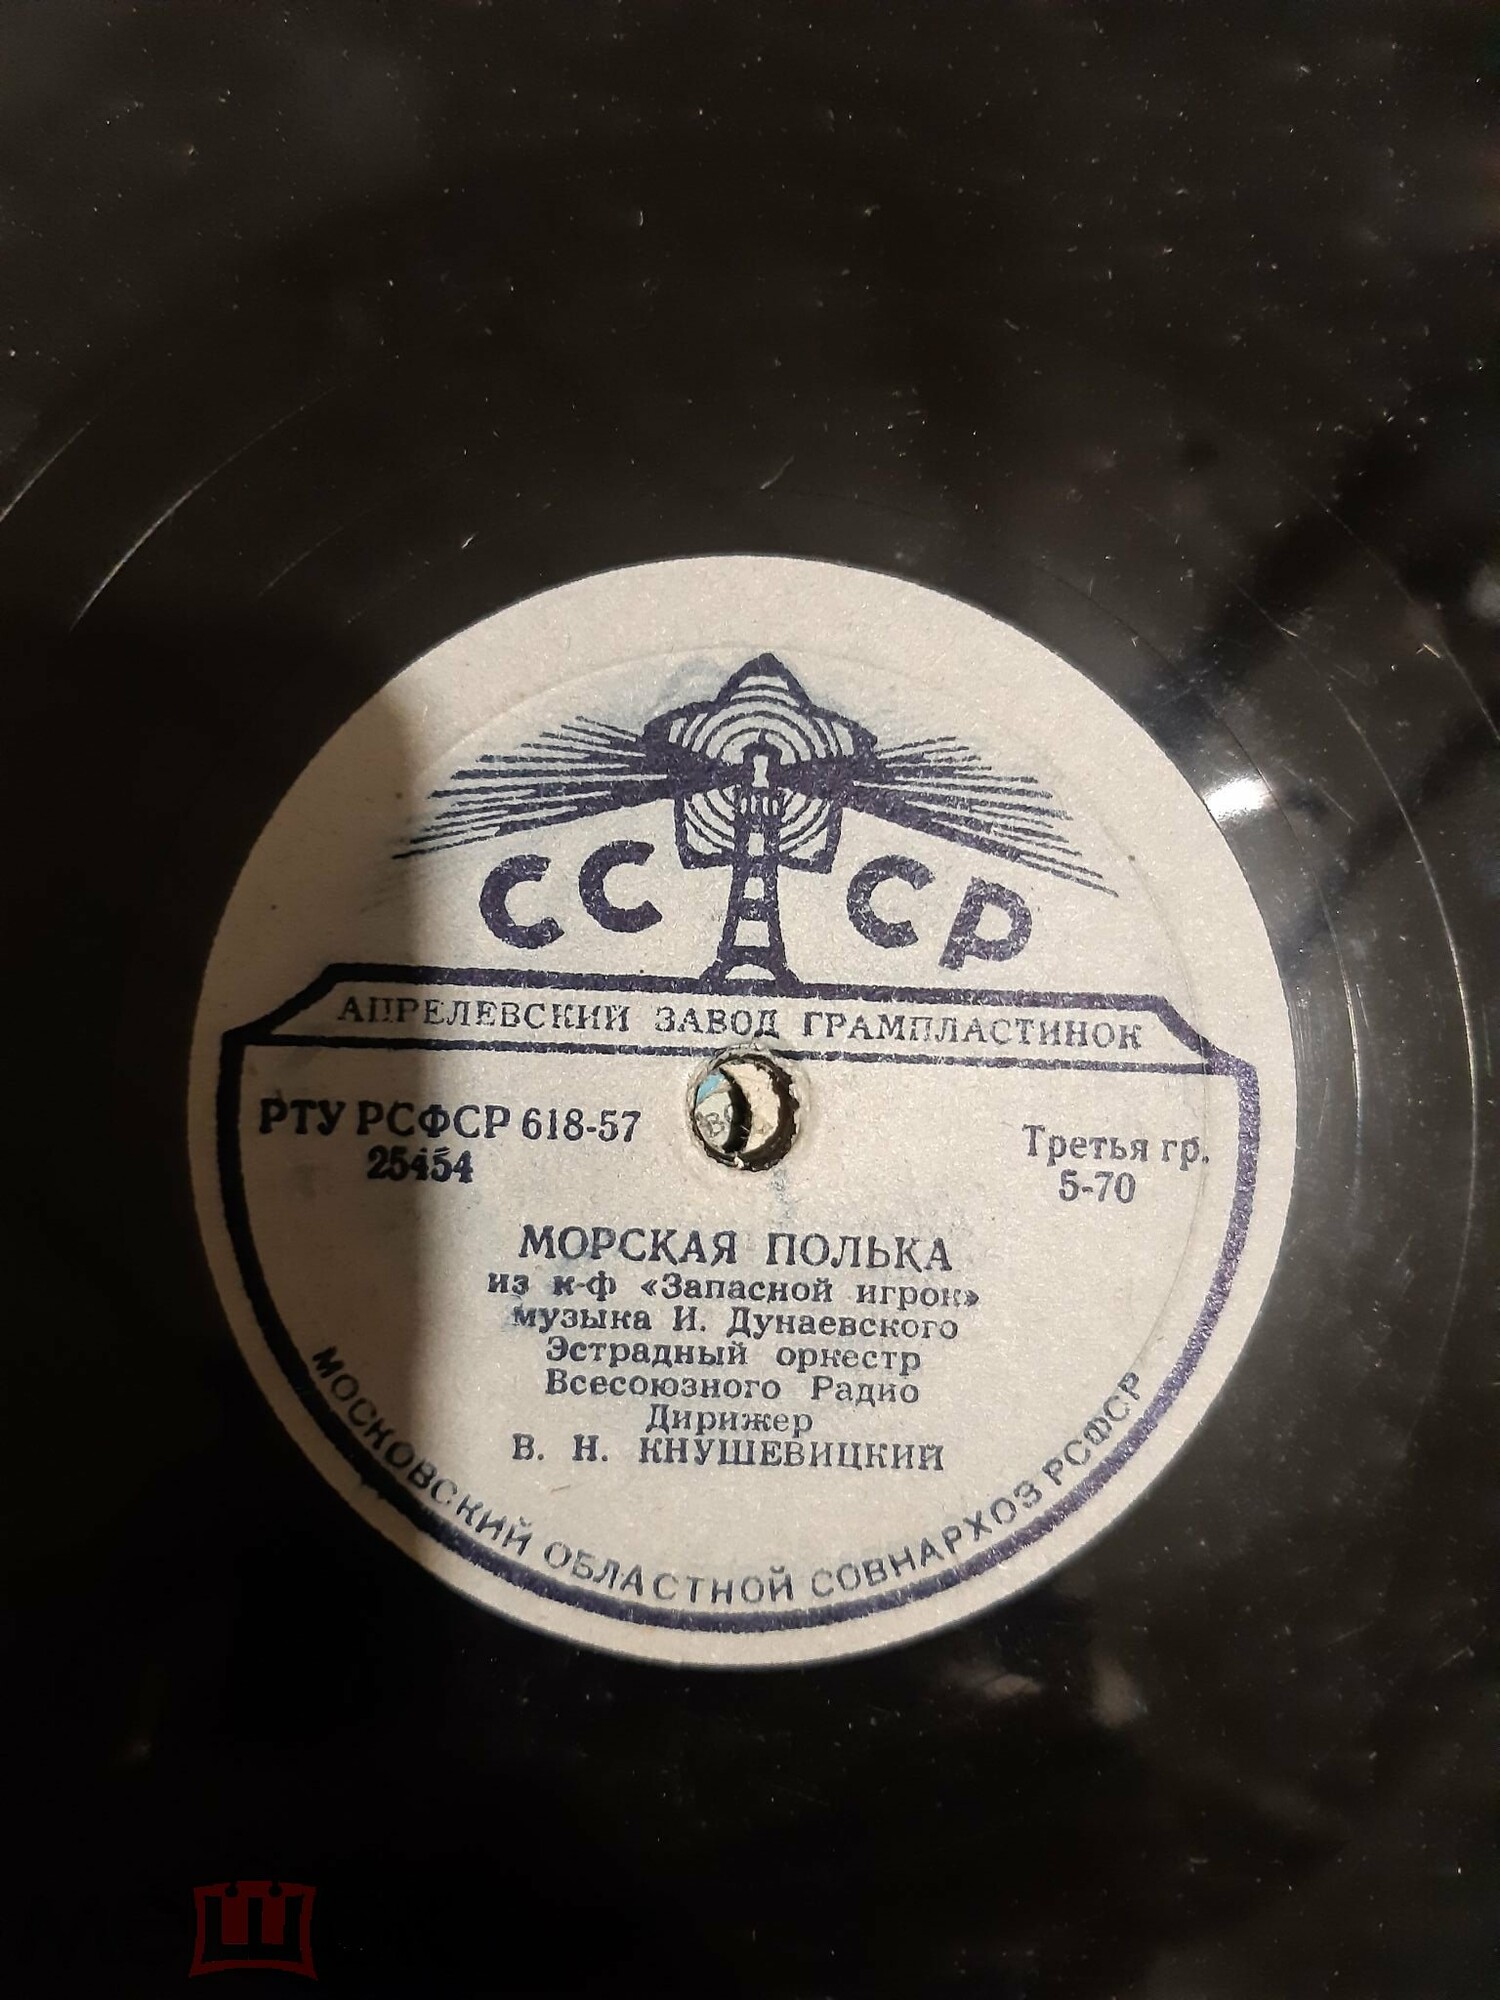 СССР
АПРЕЛЕВСКИЙ ЗАВОД ГРАМПЛАСТИНОК
РТУ РСФСР 618-57
25454
Третья гр.
5-70
МОРСКАЯ ПОЛЬКА
из к-ф «Запасной игрок»
музыка И. Дунаевского
Эстрадный оркестр
Всесоюзного Радио
Дирижер
В. Н. КНУШЕВИЦКИЙ
МОСКОВСКИЙ ОБЛАСТНОЙ СОВНАРХОЗ РСФСР